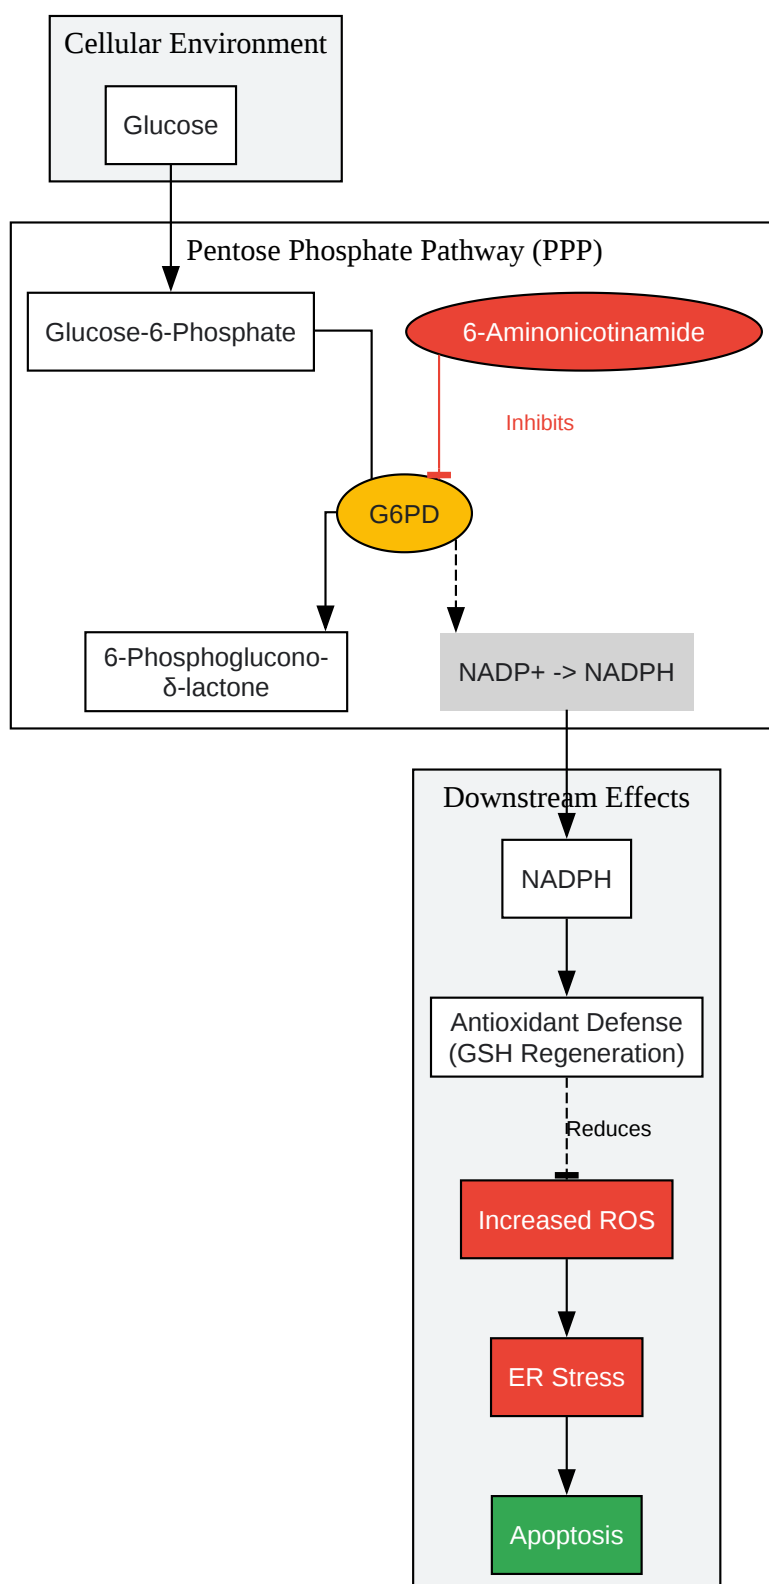 Cellular Environment
Glucose
Pentose Phosphate Pathway (PPP)
Glucose-6-Phosphate
6-Aminonicotinamide
Inhibits
G6PD
6-Phosphoglucono-
δ-lactone
NADP+ -> NADPH
Downstream Effects
NADPH
Antioxidant Defense
(GSH Regeneration)
Reduces
Increased ROS
ER Stress
Apoptosis